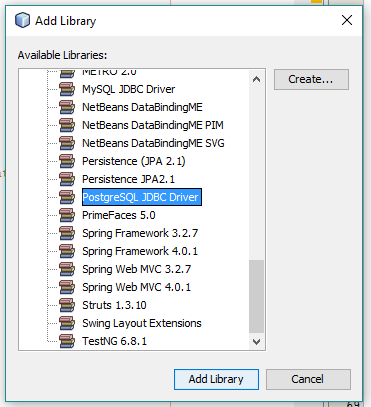 Add Library
Available Libraries:
METRO 2.0
MySQL JDBC Driver
NetBeans DataBindingME
NetBeans DataBindingME PIM
NetBeans DataBindingME SVG
Persistence (JPA 2.1)
Persistence JPA2.1
PostgreSQL JDBC Driver
PrimeFaces 5.0
Spring Framework 3.2.7
Spring Framework 4.0.1
Spring Web MVC 3.2.7
Spring Web MVC 4.0.1
Struts 1.3.10
Swing Layout Extensions
TestNG 6.8.1
Create...
Add Library
Cancel
69